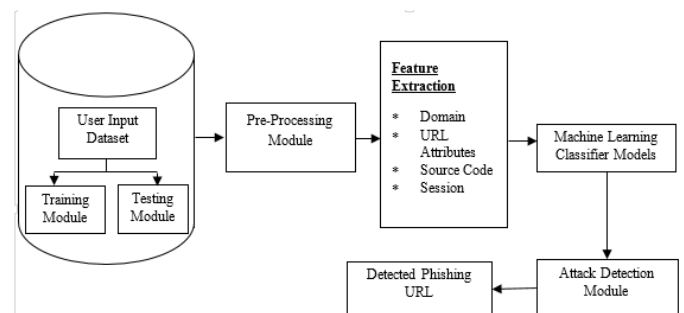 User Input
Dataset
Training
Module
Testing
Module
Pre-Processing
Module
Feature
Extraction
* Domain
* URL
Attributes
* Source Code
* Session
Machine Learning
Classifier Models
Attack Detection
Module
Detected Phishing
URL